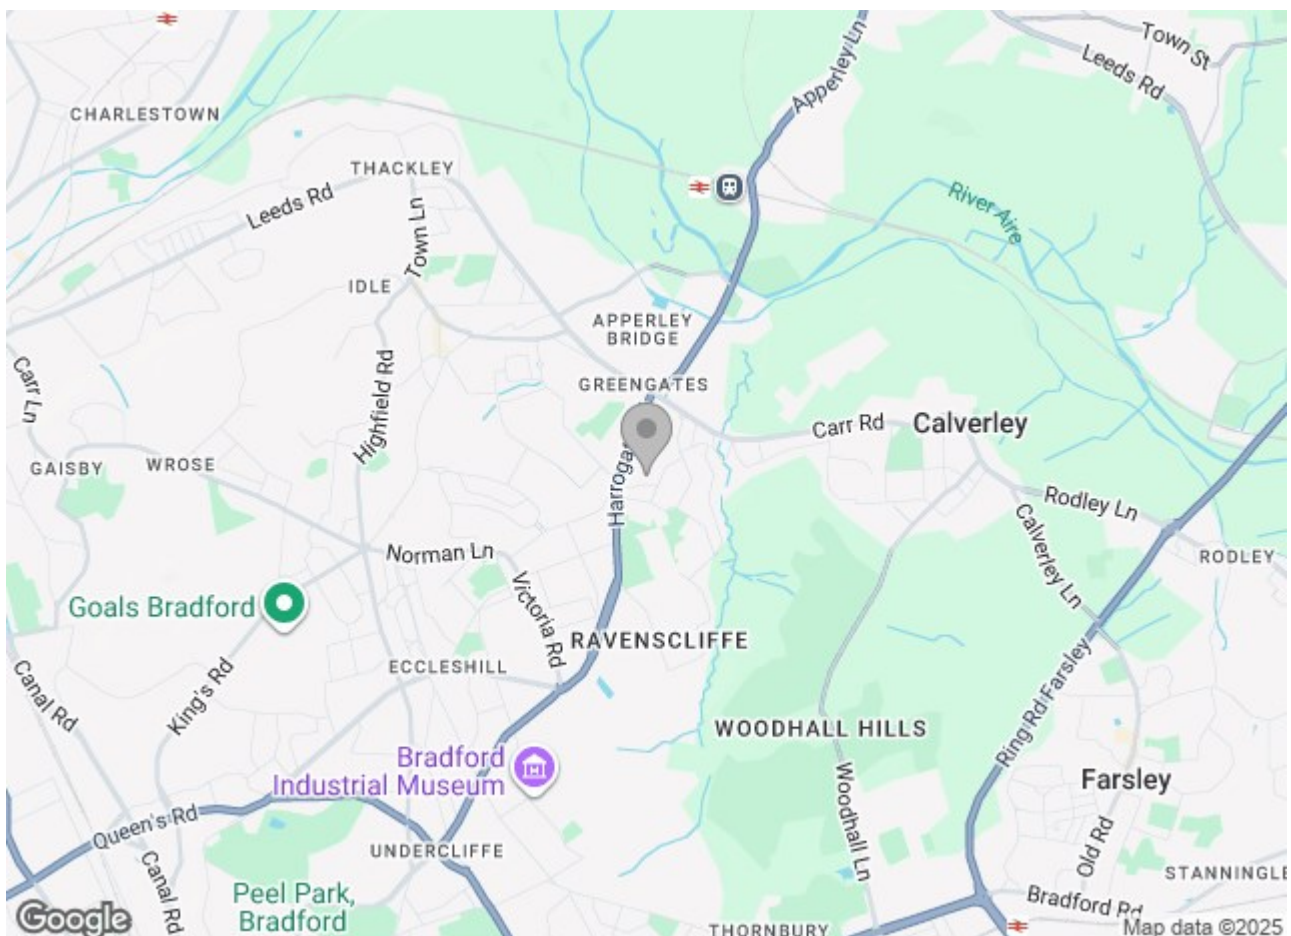 Town St
Leeds Rd
Apperley Ln
CHARLESTOWN
THACKLEY
Leeds Rd
Town Ln
River Aire
IDLE
APPERLEY
BRIDGE
Highfield Rd
GREENGATES
Carr Ln
Carr Rd
Calverley
GAISBY
WROSE
Harroga
Rodley Ln
Norman Ln
Calverley Ln
RODLEY
Victoria Rd
Goals Bradford
RAVENSCLIFFE
ECCLESHILL
Canal Rd
King's Rd
Ring Rd Farsley
WOODHALL HILLS
Bradford
Industrial Museum
Farsley
Woodhall Ln
Queen's Rd
UNDERCLIFFE
Old Rd
Canal Rd
STANNINGLE
Peel Park,
Bradford
Bradford Rd
Google
THORNBURY
Map data ©2025